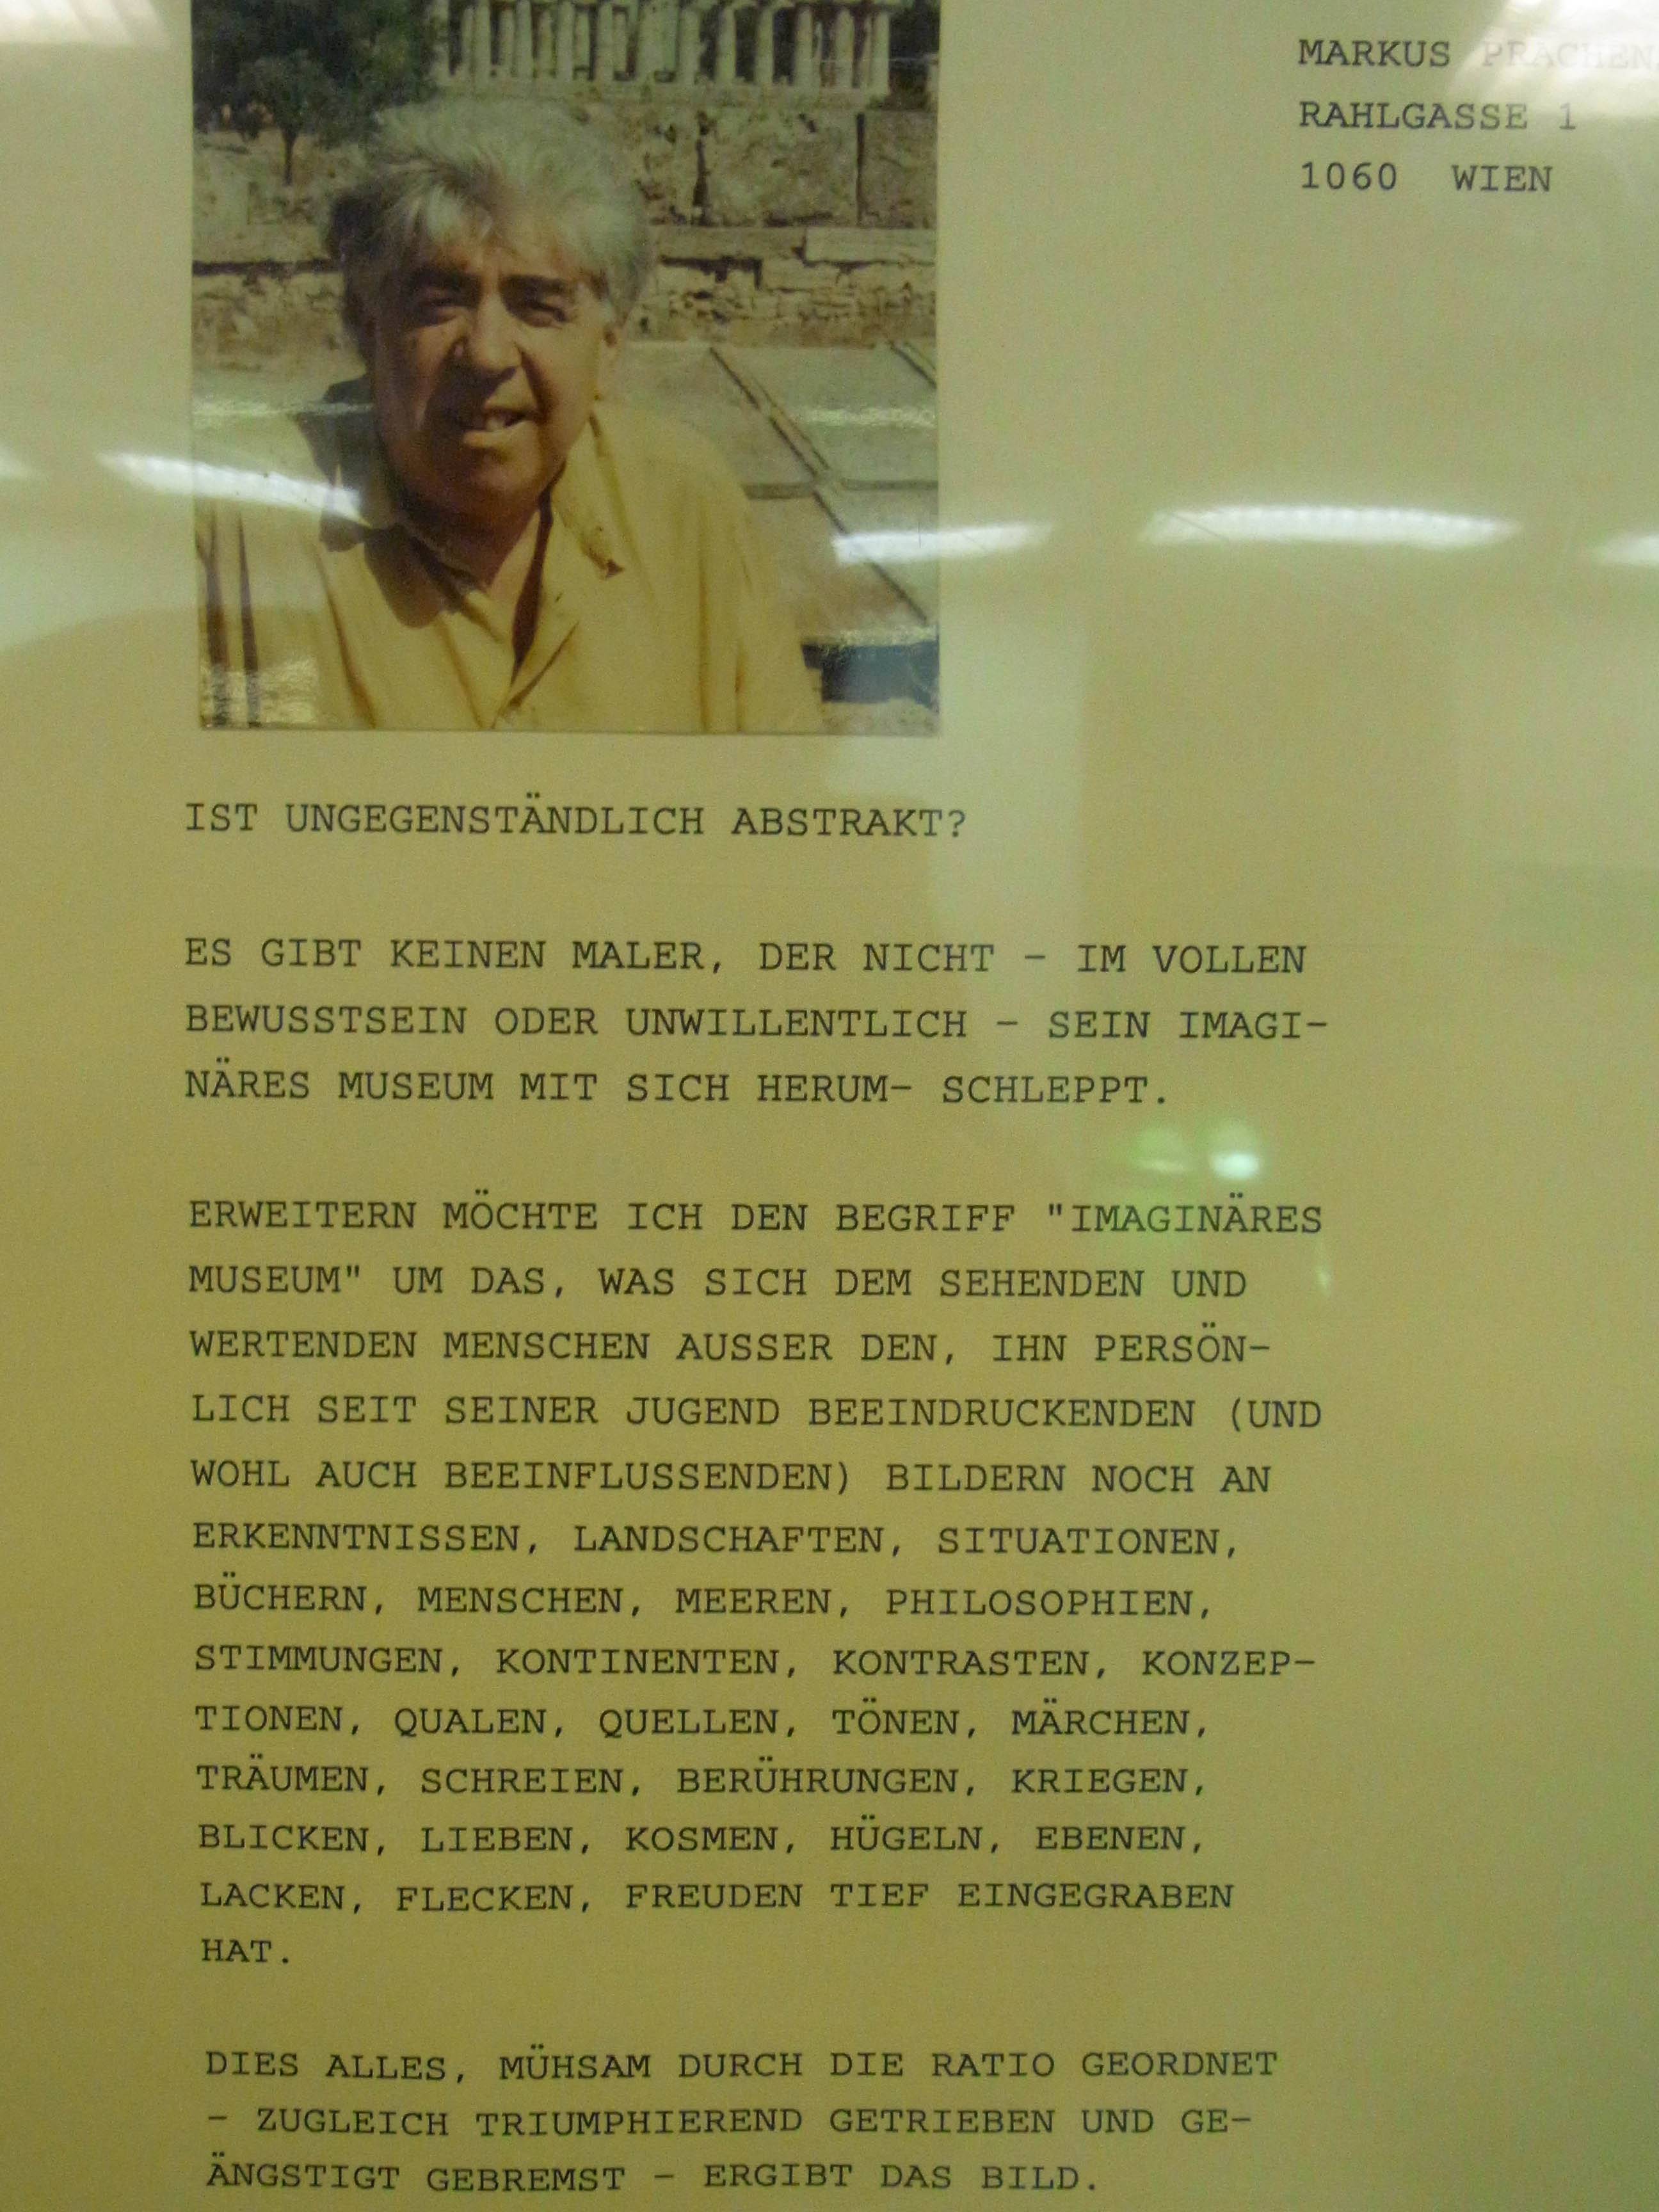 MARKUS PRACHEN
RAHLGASSE 1
1060 WIEN
IST UNGEGENSTÄNDLICH ABSTRAKT?
ES GIBT KEINEN MALER, DER NICHT – IM VOLLEN
BEWUSSTSEIN ODER UNWILLENTLICH – SEIN IMAGI-
NÄRES MUSEUM MIT SICH HERUM- SCHLEPPT.
ERWEITERN MÖCHTE ICH DEN BEGRIFF "IMAGINÄRES
MUSEUM" UM DAS, WAS SICH DEM SEHENDEN UND
WERTENDEN MENSCHEN AUSSER DEN, IHN PERSÖN-
LICH SEIT SEINER JUGEND BEEINDRUCKENDEN (UND
WOHL AUCH BEEINFLUSSENDEN) BILDERN NOCH AN
ERKENNTNISSEN, LANDSCHAFTEN, SITUATIONEN,
BÜCHERN, MENSCHEN, MEEREN, PHILOSOPHIEN,
STIMMUNGEN, KONTINENTEN, KONTRASTEN, KONZEP-
TIONEN, QUALEN, QUELLEN, TÖNEN, MÄRCHEN,
TRÄUMEN, SCHREIEN, BERÜHRUNGEN, KRIEGEN,
BLICKEN, LIEBEN, KOSMEN, HÜGELN, EBENEN,
LACKEN, FLECKEN, FREUDEN TIEF EINGEGRABEN
HAT.
DIES ALLES, MÜHSAM DURCH DIE RATIO GEORDNET
– ZUGLEICH TRIUMPHIEREND GETRIEBEN UND GE-
ÄNGSTIGT GEBREMST – ERGIBT DAS BILD.